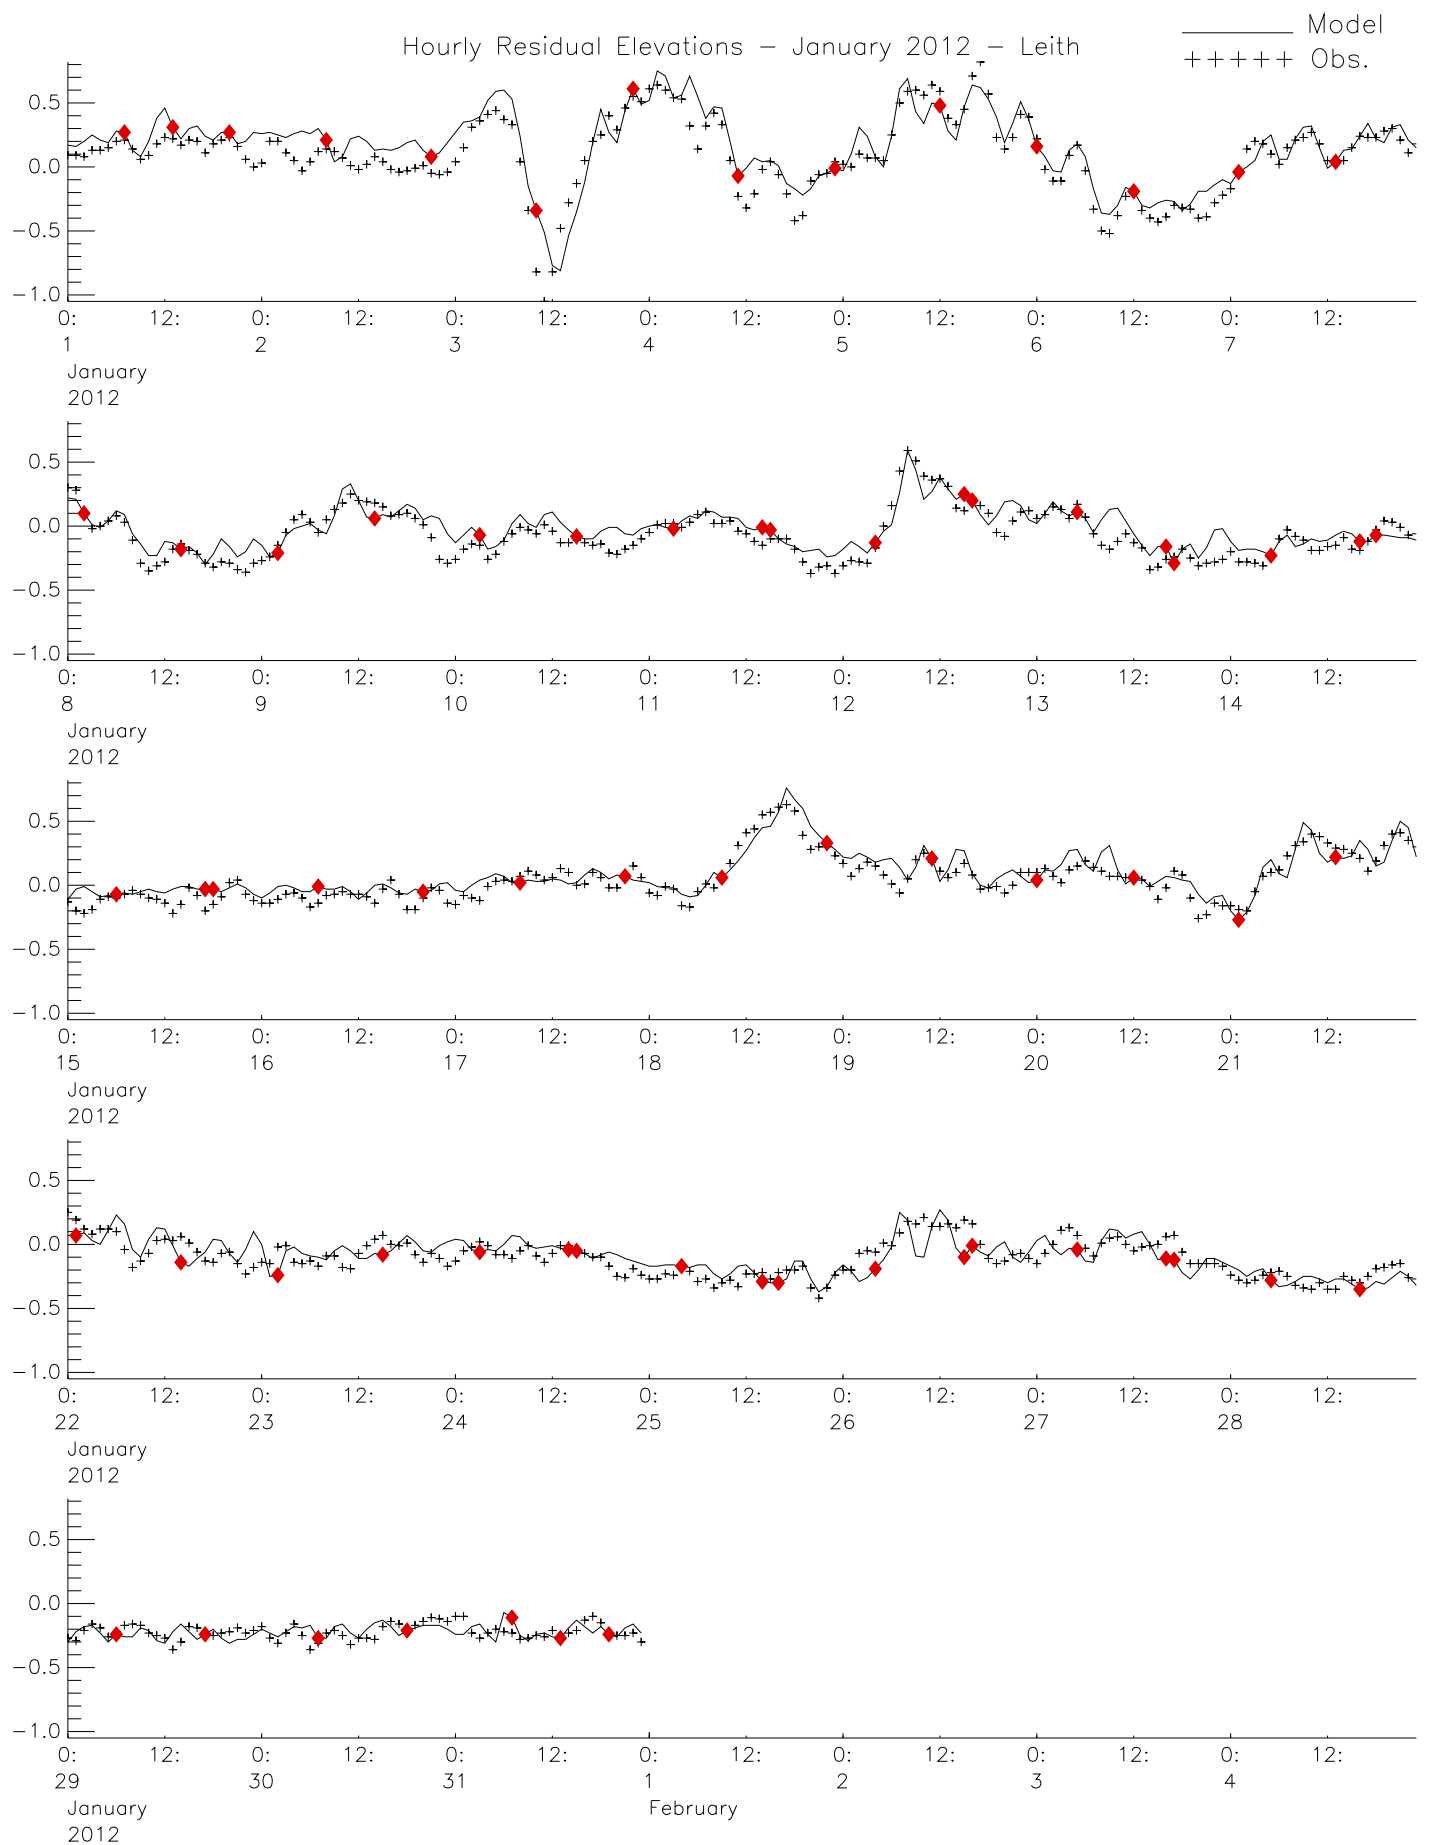 Model
Hourly Residual Elevations – January 2012 – Leith
+++++ Obs.
0.5
0.0
−0.5
−1.0
0: 12: 0: 12: 0: 12: 0: 12: 0: 12: 0: 12: 0: 12:
1 2 3 4 5 6 7
January
2012
0.5
0.0
−0.5
−1.0
0: 12: 0: 12: 0: 12: 0: 12: 0: 12: 0: 12: 0: 12:
8 9 10 11 12 13 14
January
2012
0.5
0.0
−0.5
−1.0
0: 12: 0: 12: 0: 12: 0: 12: 0: 12: 0: 12: 0: 12:
15 16 17 18 19 20 21
January
2012
0.5
0.0
−0.5
−1.0
0: 12: 0: 12: 0: 12: 0: 12: 0: 12: 0: 12: 0: 12:
22 23 24 25 26 27 28
January
2012
0.5
0.0
−0.5
−1.0
0: 12: 0: 12: 0: 12: 0: 12: 0: 12: 0: 12: 0: 12:
29 30 31 1 2 3 4
January February
2012